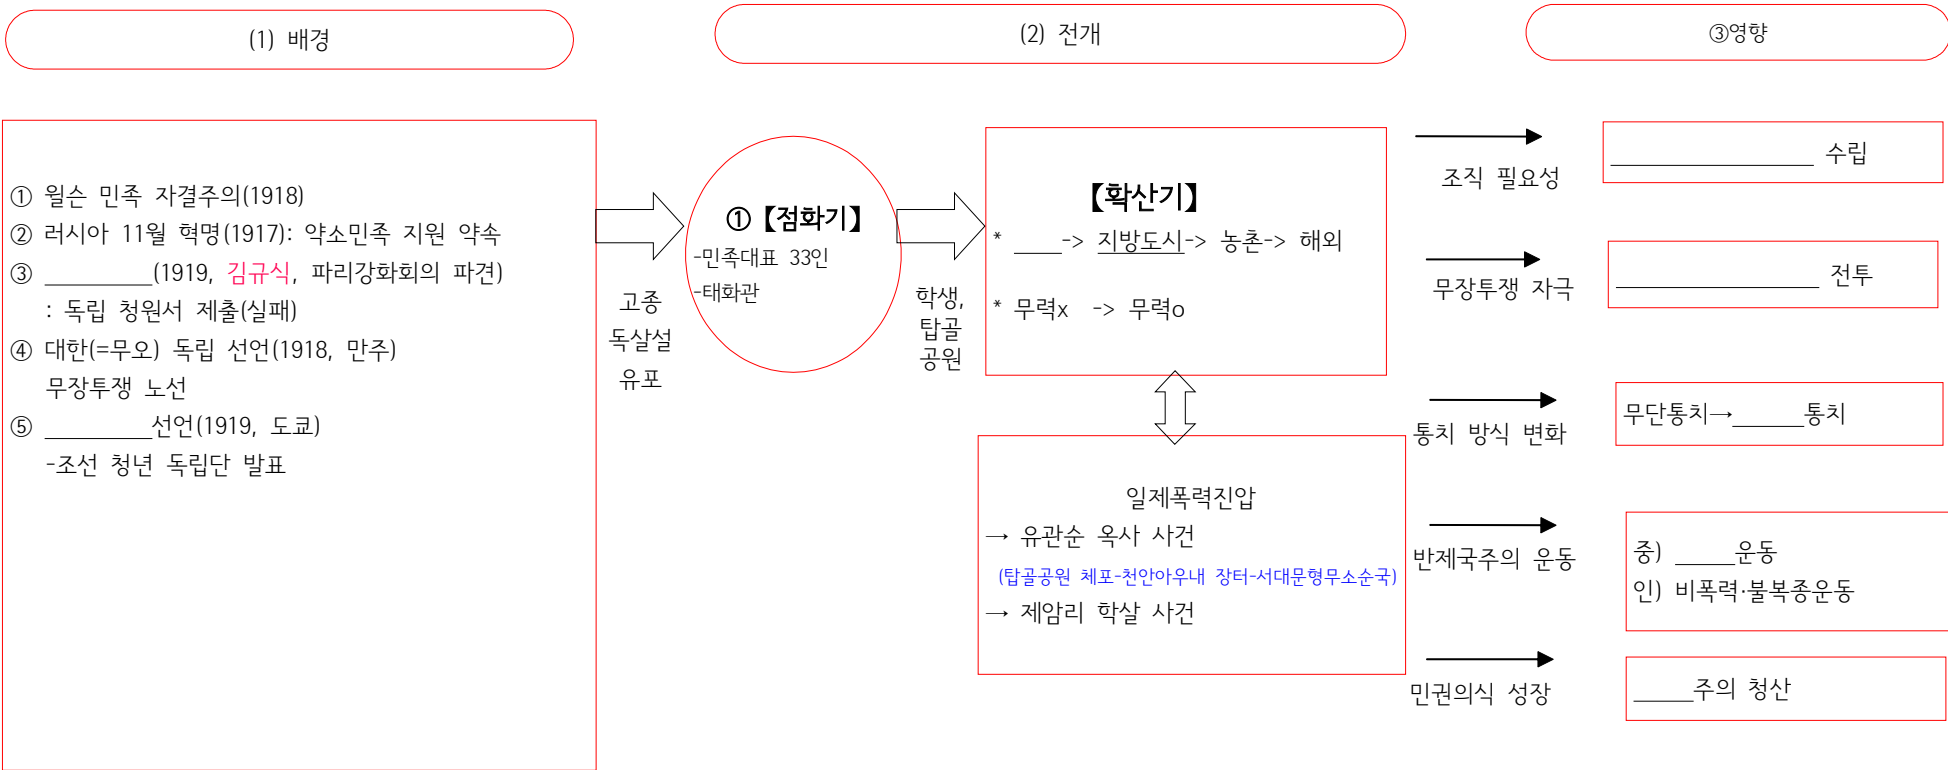 (1) 배경
(2) 전개
③영향
① 윌슨 민족 자결주의(1918)
② 러시아 11월 혁명(1917): 약소민족 지원 약속
③ _________(1919, 김규식, 파리강화회의 파견)
: 독립 청원서 제출(실패)
④ 대한(=무오) 독립 선언(1918, 만주)
무장투쟁 노선
⑤ _________선언(1919, 도쿄)
-조선 청년 독립단 발표
고종
독살설
유포
①【점화기】
-민족대표 33인
-태화관
학생,
탑골
공원
【확산기】
* ____-> 지방도시-> 농촌-> 해외
* 무력x -> 무력o
일제폭력진압
→ 유관순 옥사 사건
(탑골공원 체포-천안아우내 장터-서대문형무소순국)
→ 제암리 학살 사건
조직 필요성
_________________ 수립
무장투쟁 자극
_________________ 전투
통치 방식 변화
무단통치→______통치
반제국주의 운동
중) _____운동
인) 비폭력·불복종운동
민권의식 성장
_____주의 청산